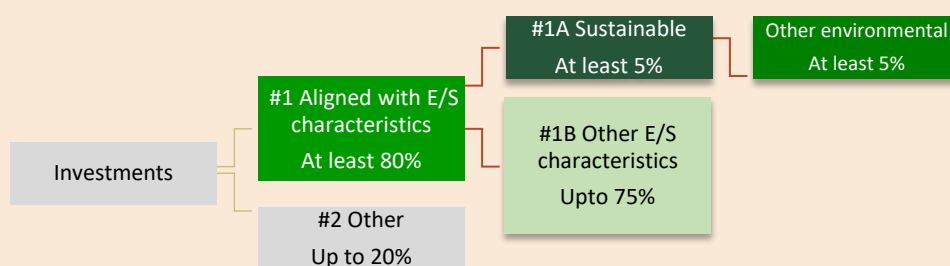 Investments
#1 Aligned with E/S
characteristics
At least 80%
#2 Other
Up to 20%
#1A Sustainable
At least 5%
#1B Other E/S
characteristics
Upto 75%
Other environmental
At least 5%